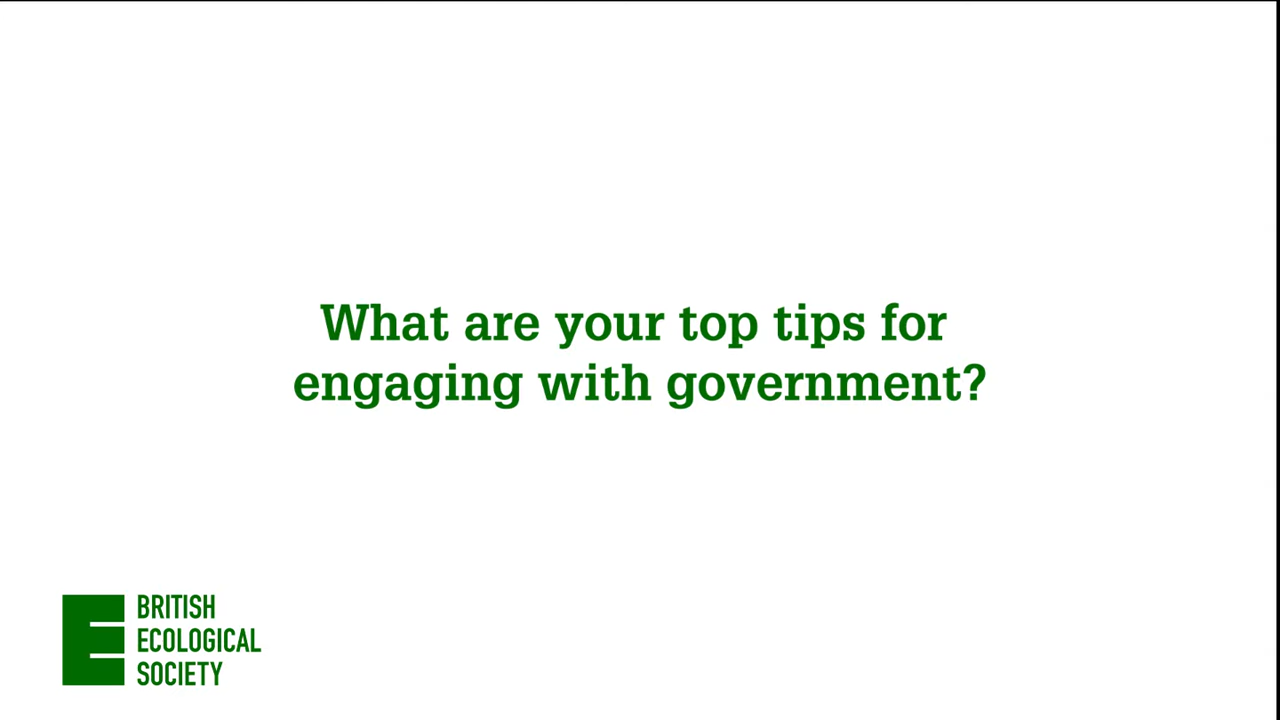 What are your top tips for
engaging with government?
BRITISH
ECOLOGICAL
SOCIETY